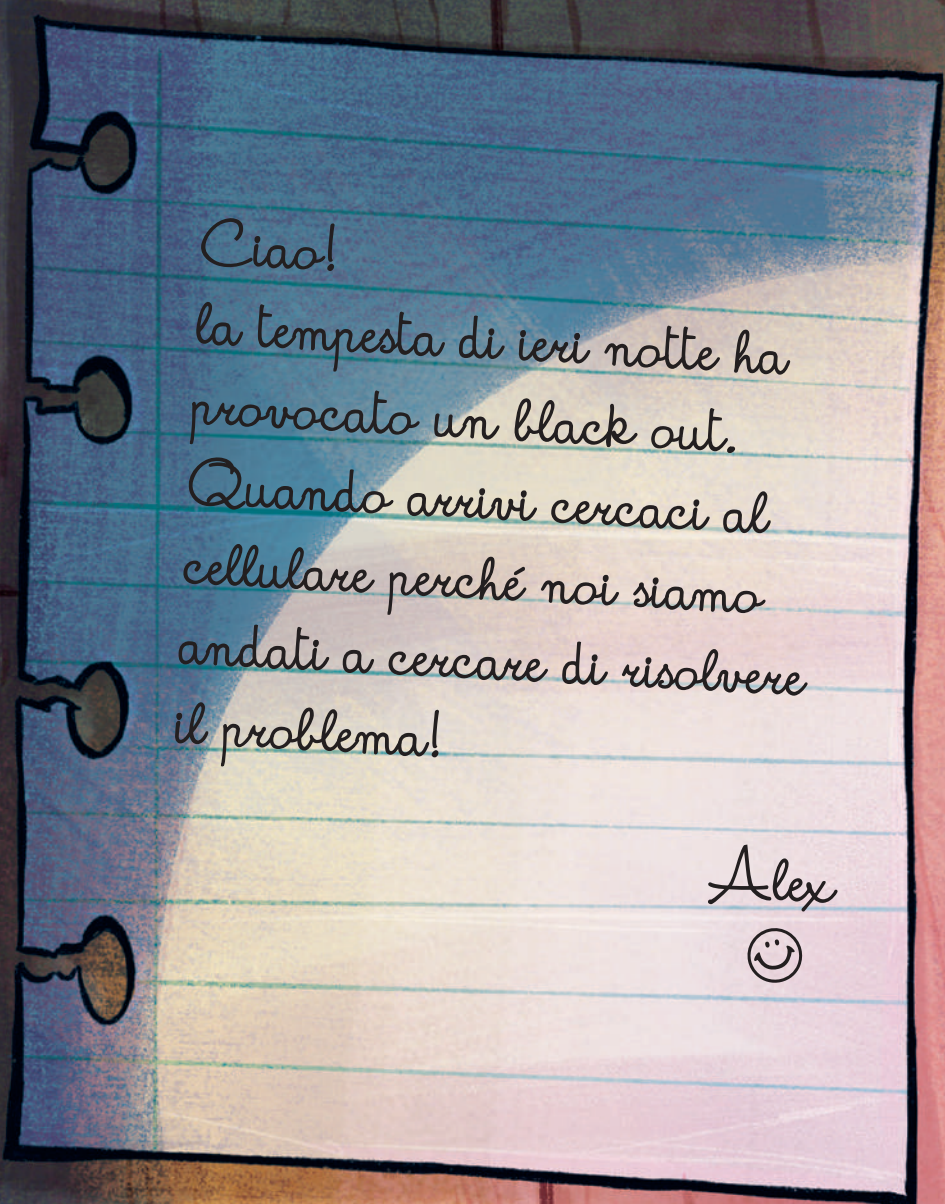 Ciao!
la tempesta di ieri notte ha
provocato un black out.
Quando arrivi cercaci al
cellulare perché noi siamo
andati a cercare di risolvere
il problema!
Alex